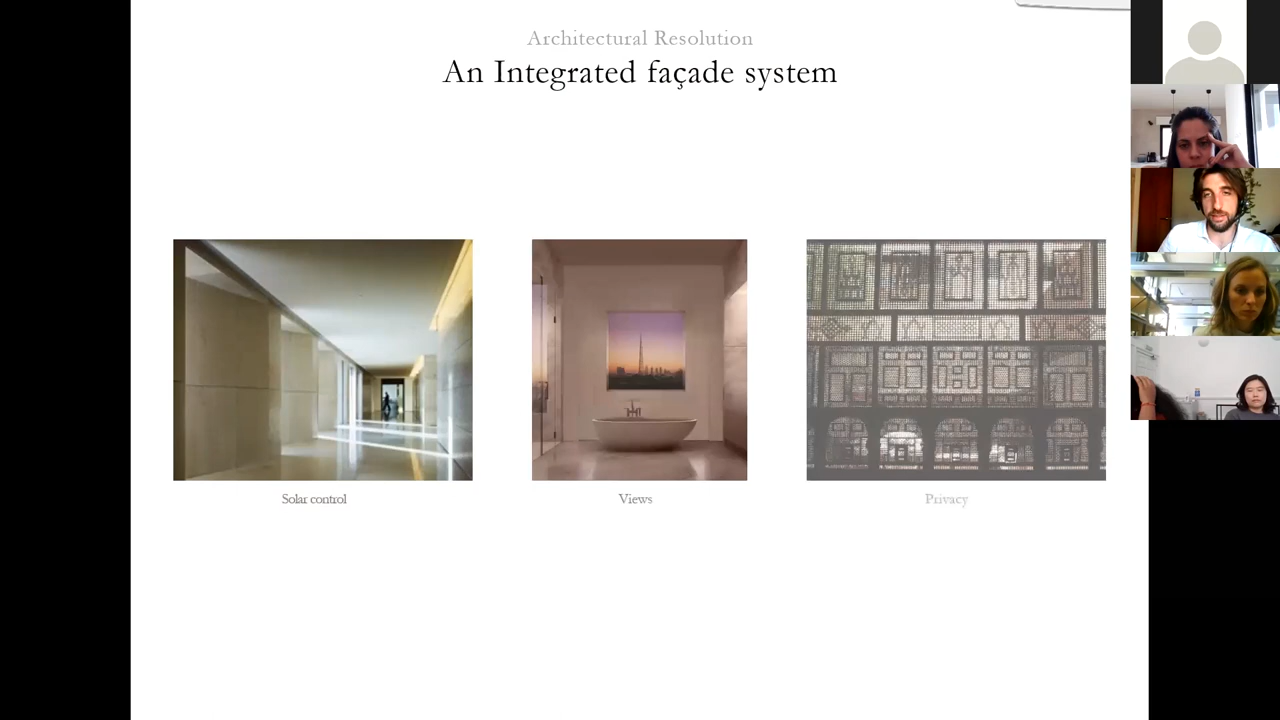 Architectural Resolution
An Integrated façade system
Solar control
Views
Privacy